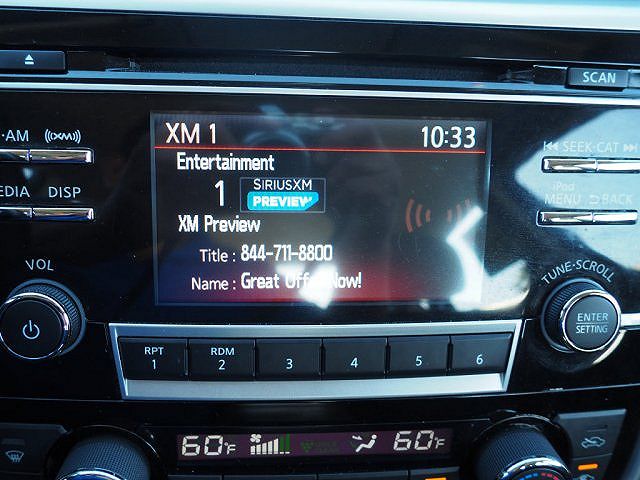 SCAN
·AM ((XM))
XM 1 10:33
SEEK·CAT
Entertainment
1 SIRIUSXM
PREVIEW
EDIA DISP
iPod
MENU BACK
XM Preview
Title : 844-711-8800
Name : Great Offer Now!
VOL
TUNE·SCROLL
ENTER
SETTING
RPT
1
RDM
2
3
4
5
6
60°F 60°F